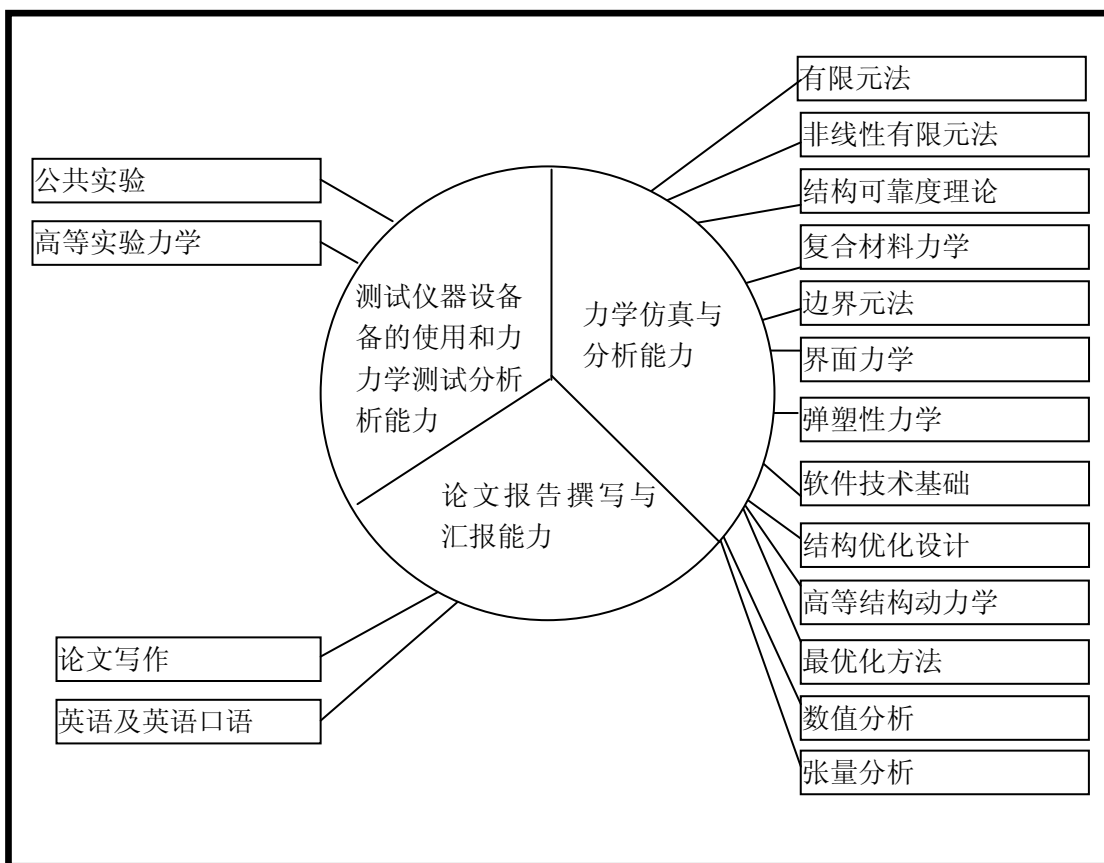 公共实验
高等实验力学
测试仪器设备
备的使用和力
力学测试分析
析能力
力学仿真与
分析能力
论文报告撰写与
汇报能力
论文写作
英语及英语口语
有限元法
非线性有限元法
结构可靠度理论
复合材料力学
边界元法
界面力学
弹塑性力学
软件技术基础
结构优化设计
高等结构动力学
最优化方法
数值分析
张量分析